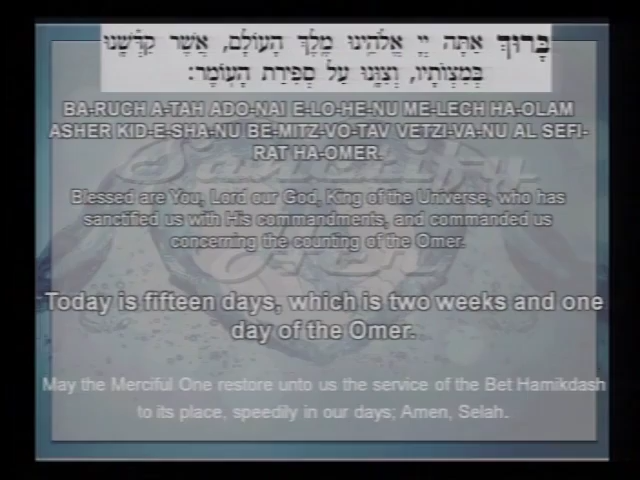 בָּרוּךְ אַתָּה יְיָ אֱלֹהֵינוּ מֶלֶךְ הָעוֹלָם, אֲשֶׁר קִדְּשָׁנוּ
בְּמִצְוֹתָיו, וְצִוָּנוּ עַל סְפִירַת הָעוֹמֶר:
BA-RUCH A-TAH ADO-NAI E-LO-HE-NU ME-LECH HA-OLAM
ASHER KID-E-SHA-NU BE-MITZ-VO-TAV VETZI-VA-NU AL SEFI-
RAT HA-OMER.
Sanctify
Blessed are You, Lord our God, King of the Universe, who has
sanctified us with His commandments, and commanded us
concerning the counting of the Omer.
Today is fifteen days, which is two weeks and one
day of the Omer.
May the Merciful One restore unto us the service of the Bet Hamikdash
to its place, speedily in our days; Amen, Selah.